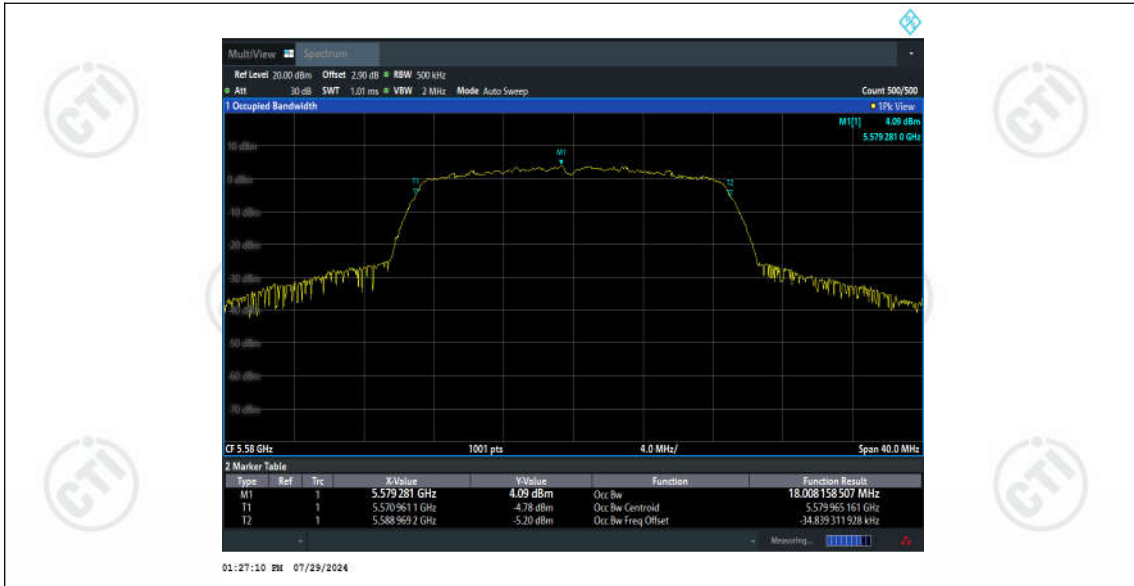 MultiView Spectrum
Ref Level 20.00 dBm Offset 2.90 dB RBW 500 kHz
Att 30 dB SWT 1.01 ms VBW 2 MHz Mode Auto Sweep Count 500/500
1 Occupied Bandwidth 1Pk View
M1[1] 4.09 dBm
5.579 281 0 GHz
10 dBm
M1
0 dBm
T1 T2
-10 dBm
-20 dBm
-30 dBm
-40 dBm
-50 dBm
-60 dBm
-70 dBm
CF 5.58 GHz 1001 pts 4.0 MHz/ Span 40.0 MHz
2 Marker Table
Type Ref Trc X-Value Y-Value Function Function Result
M1 1 5.579 281 GHz 4.09 dBm Occ Bw 18.008 158 507 MHz
T1 1 5.570 961 1 GHz -4.78 dBm Occ Bw Centroid 5.579 965 161 GHz
T2 1 5.588 969 2 GHz -5.20 dBm Occ Bw Freq Offset -34.839 311 928 kHz
Measuring...
01:27:10 PM 07/29/2024
CTI
CTI
CTI
CTI